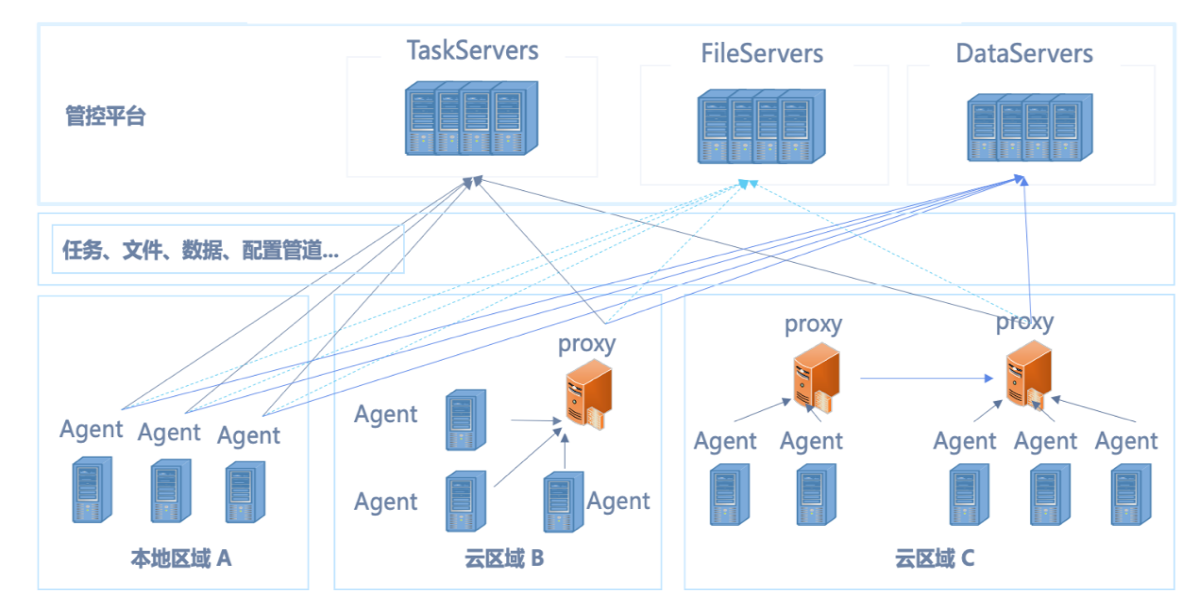 TaskServers
FileServers
DataServers
管控平台
任务、文件、数据、配置管道...
proxy
proxy
proxy
Agent
Agent
Agent
Agent
Agent
Agent
Agent
Agent
Agent
Agent
Agent
本地区域 A
云区域 B
云区域 C